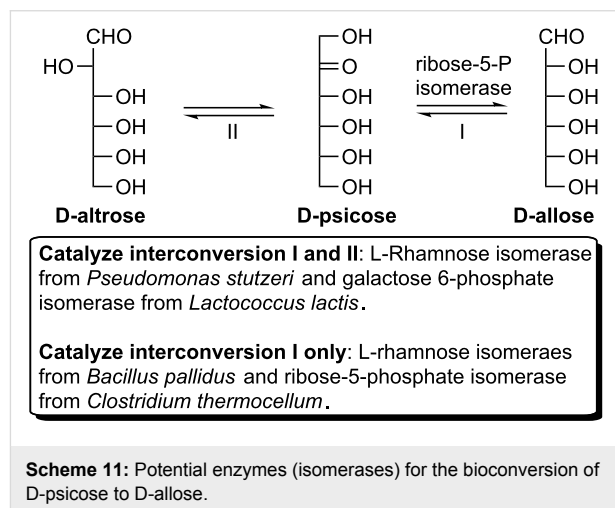 CHO
HO
OH
OH
OH
OH
D-altrose
II
OH
O
OH
OH
OH
OH
D-psicose
ribose-5-P
isomerase
I
CHO
OH
OH
OH
OH
OH
D-allose
Catalyze interconversion I and II: L-Rhamnose isomerase
from Pseudomonas stutzeri and galactose 6-phosphate
isomerase from Lactococcus lactis.
Catalyze interconversion I only: L-rhamnose isomeraes
from Bacillus pallidus and ribose-5-phosphate isomerase
from Clostridium thermocellum.
Scheme 11: Potential enzymes (isomerases) for the bioconversion of
D-psicose to D-allose.